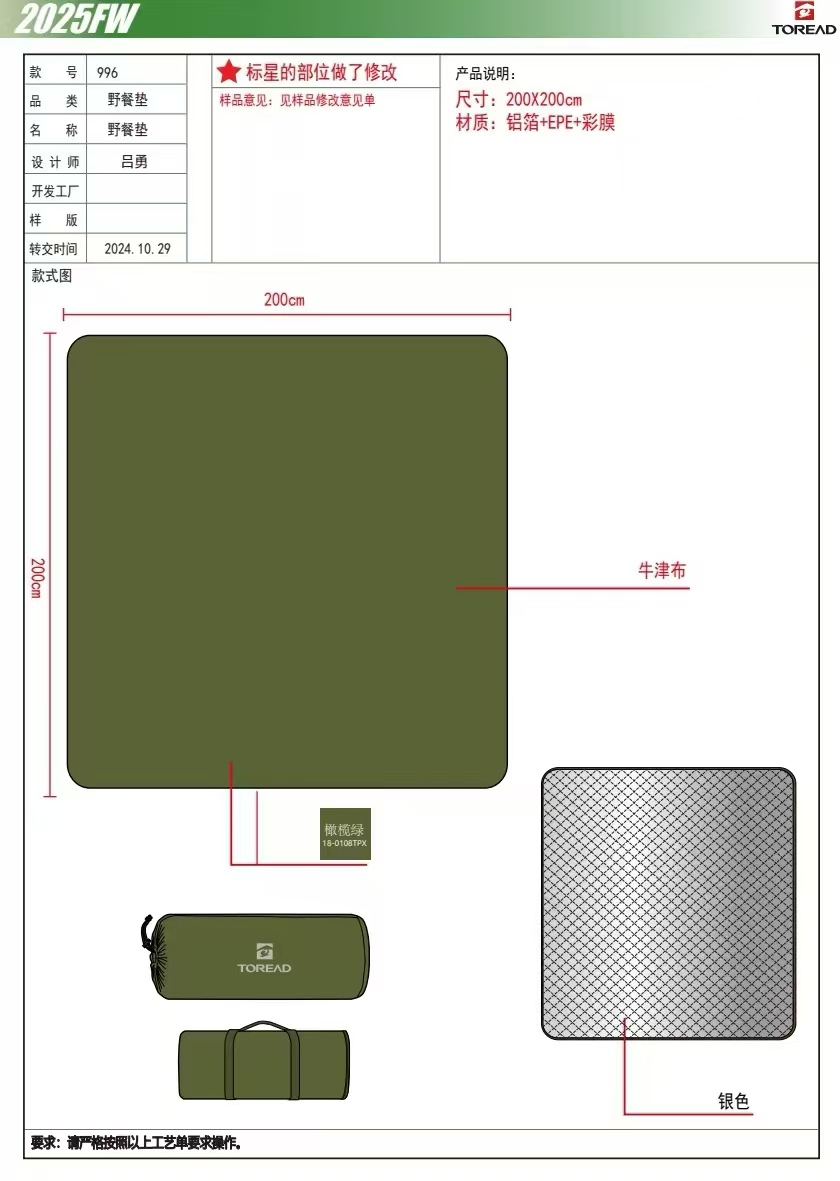 2025FW
TOREAD
款 号 996
品 类 野餐垫
名 称 野餐垫
设 计 师 吕勇
开发工厂
样 版
转交时间 2024.10.29
标星的部位做了修改
样品意见：见样品修改意见单
产品说明：
尺寸：200X200cm
材质：铝箔+EPE+彩膜
款式图
200cm
200cm
牛津布
橄榄绿
18-0108TPX
TOREAD
银色
要求：请严格按照以上工艺单要求操作。